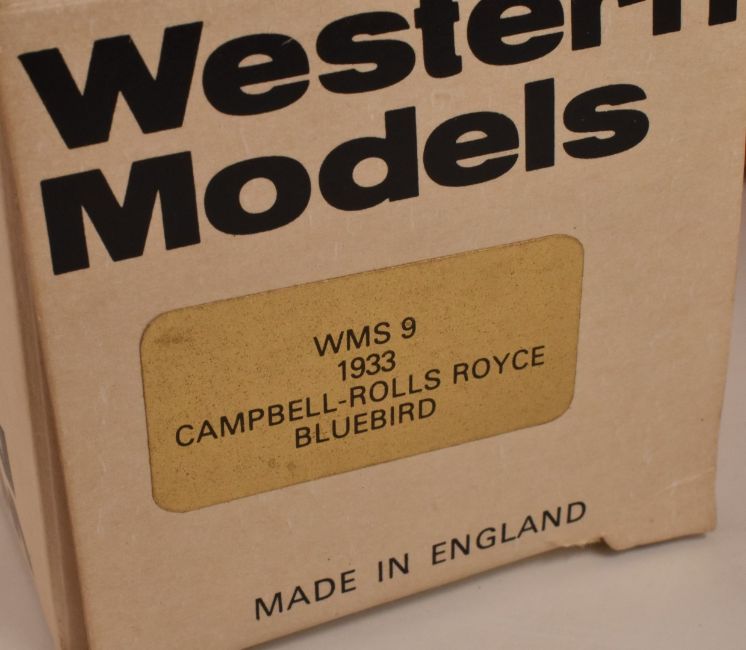 Western
Models
WMS 9
1933
CAMPBELL-ROLLS ROYCE
BLUEBIRD
MADE IN ENGLAND